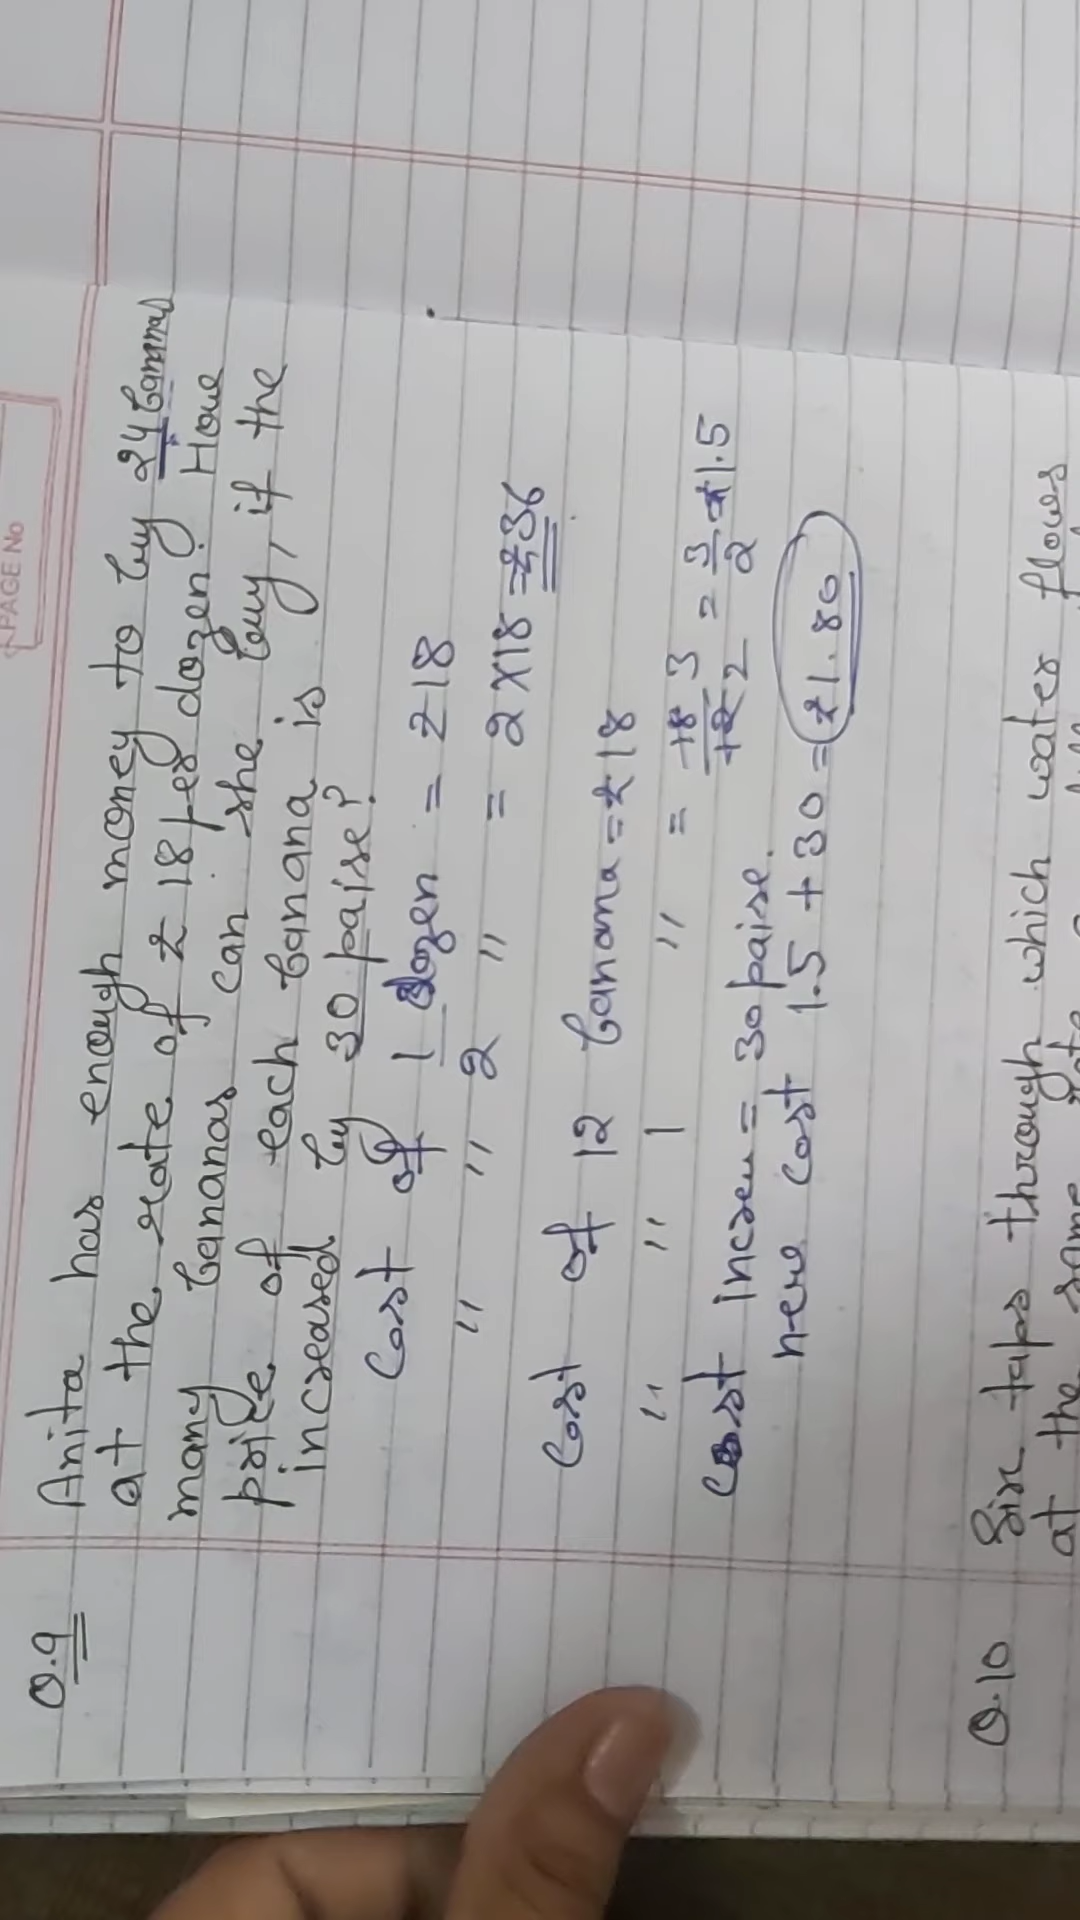 PAGE No
Q.9 Anita has enough money to buy 24 bananas
at the rate of ₹ 18 per dozen. How
many bananas can she buy, if the
price of each banana is
increased by 30 paise?
Cost of 1 dozen = ₹18
" " 2 " = 2×18 = ₹36
Cost of 12 banana = ₹18
" " 1 " = 18/12 3/2 = 3/2 = ₹1.5
Cost increa = 30 paise.
new cost 1.5 + 30 = ₹1.80
Q.10 Six taps through which water flows
at the same rate